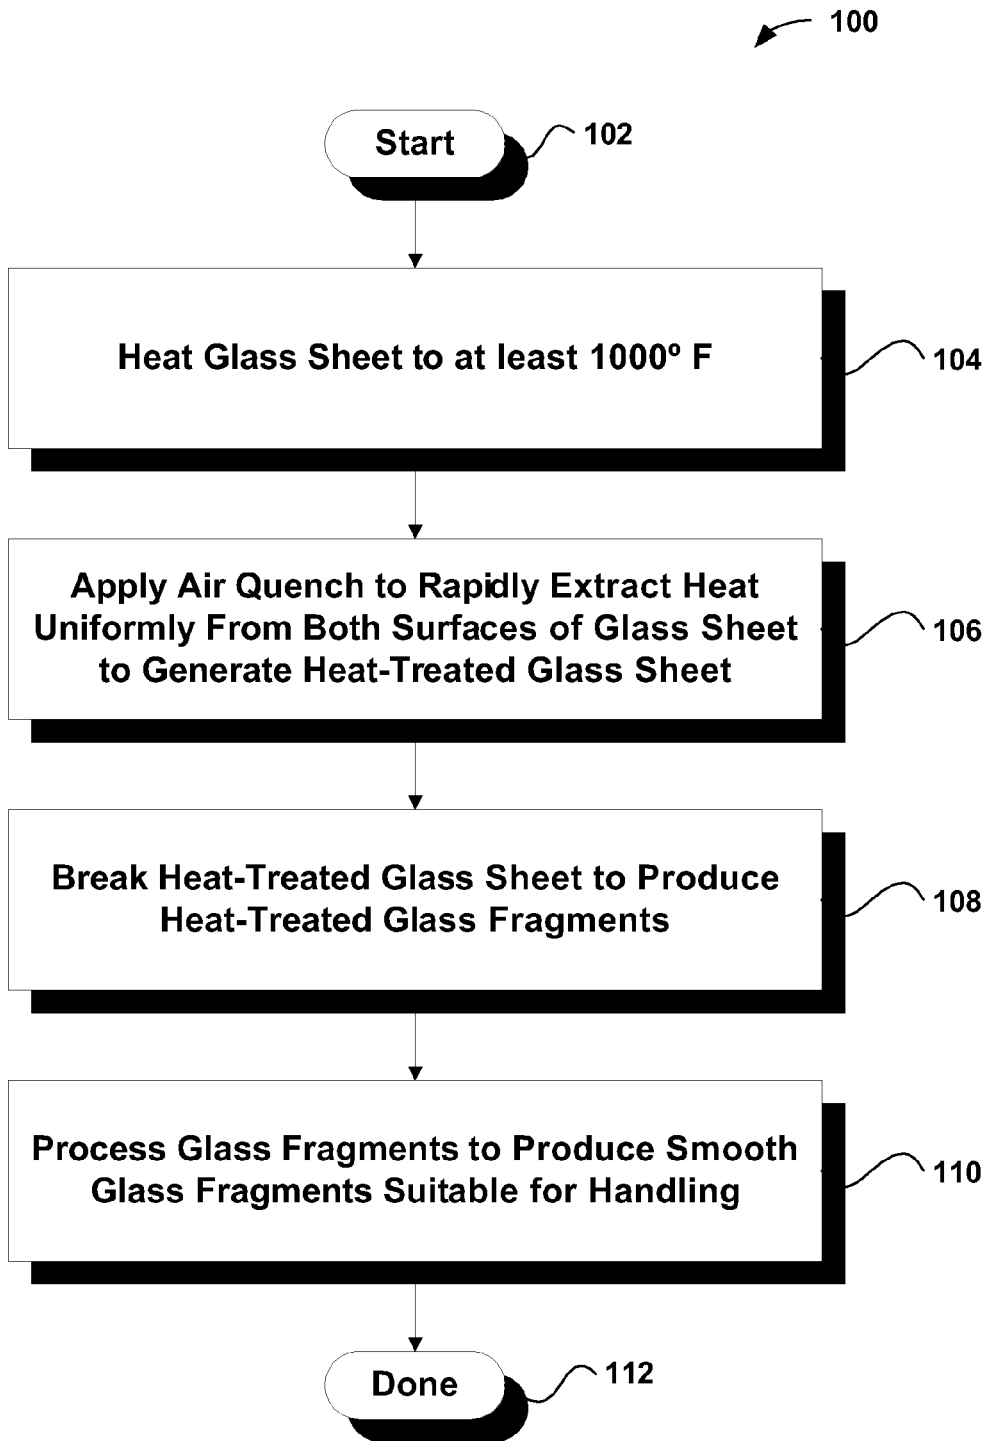 100
Start
102
Heat Glass Sheet to at least 1000º F
104
Apply Air Quench to Rapidly Extract Heat
Uniformly From Both Surfaces of Glass Sheet
to Generate Heat-Treated Glass Sheet
106
Break Heat-Treated Glass Sheet to Produce
Heat-Treated Glass Fragments
108
Process Glass Fragments to Produce Smooth
Glass Fragments Suitable for Handling
110
Done
112